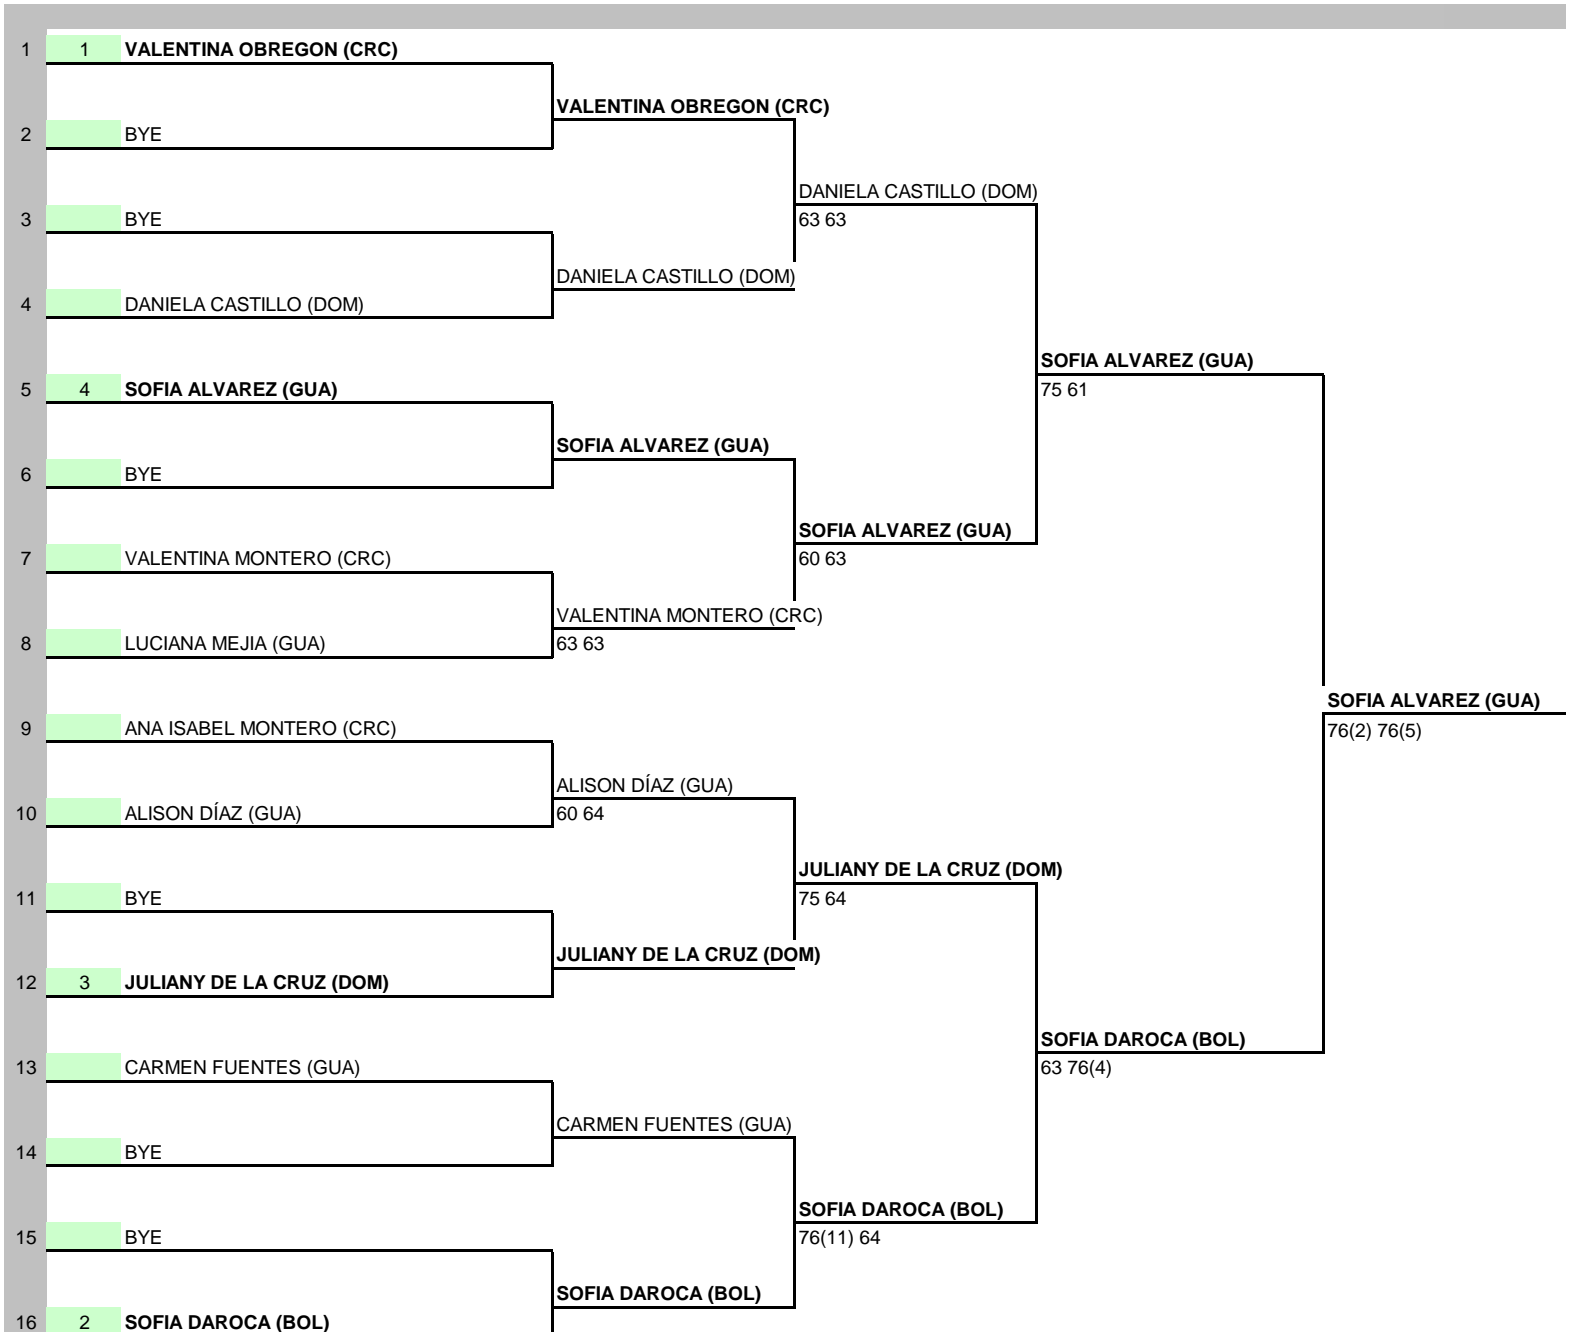 1 1 VALENTINA OBREGON (CRC)
VALENTINA OBREGON (CRC)
2 BYE
DANIELA CASTILLO (DOM)
3 BYE
63 63
DANIELA CASTILLO (DOM)
4 DANIELA CASTILLO (DOM)
SOFIA ALVAREZ (GUA)
5 4 SOFIA ALVAREZ (GUA)
75 61
SOFIA ALVAREZ (GUA)
6 BYE
SOFIA ALVAREZ (GUA)
7 VALENTINA MONTERO (CRC)
60 63
VALENTINA MONTERO (CRC)
8 LUCIANA MEJIA (GUA)
63 63
SOFIA ALVAREZ (GUA)
9 ANA ISABEL MONTERO (CRC)
76(2) 76(5)
ALISON DÍAZ (GUA)
10 ALISON DÍAZ (GUA)
60 64
JULIANY DE LA CRUZ (DOM)
11 BYE
75 64
JULIANY DE LA CRUZ (DOM)
12 3 JULIANY DE LA CRUZ (DOM)
SOFIA DAROCA (BOL)
13 CARMEN FUENTES (GUA)
63 76(4)
CARMEN FUENTES (GUA)
14 BYE
SOFIA DAROCA (BOL)
15 BYE
76(11) 64
SOFIA DAROCA (BOL)
16 2 SOFIA DAROCA (BOL)